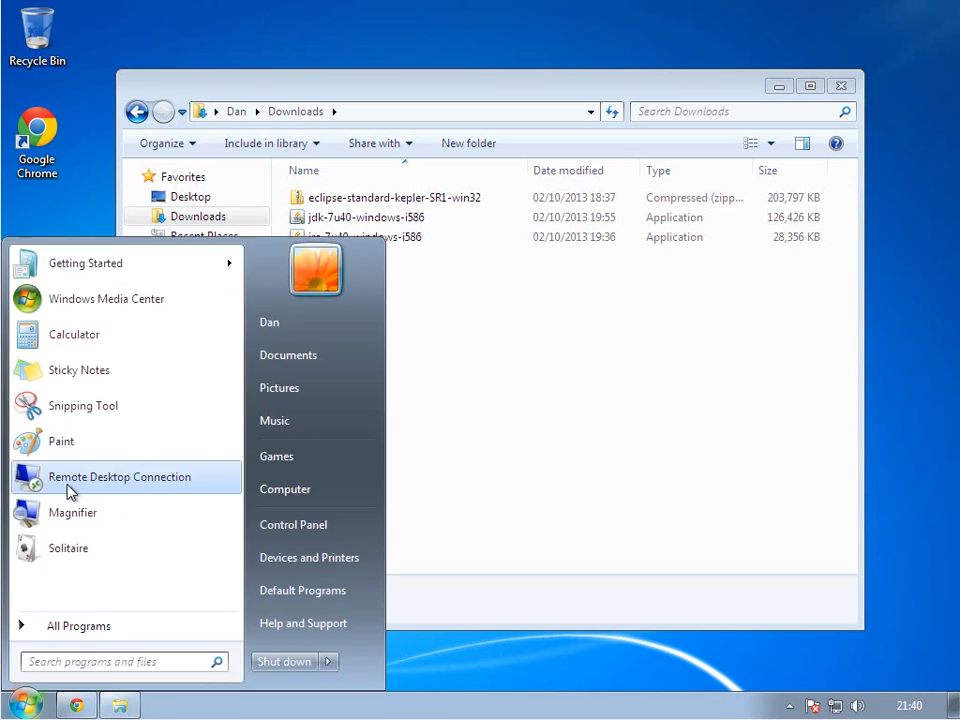 Recycle Bin
Google
Chrome
Dan
Downloads
Search Downloads
Organize
Include in library
Share with
New folder
Name
Date modified
Type
Size
Favorites
Desktop
Downloads
Recent Places
eclipse-standard-kepler-SR1-win32
02/10/2013 18:37
Compressed (zipp...
203,797 KB
jdk-7u40-windows-i586
02/10/2013 19:55
Application
126,426 KB
02/10/2013 19:36
Application
28,356 KB
Getting Started
Windows Media Center
Calculator
Sticky Notes
Snipping Tool
Paint
Remote Desktop Connection
Magnifier
Solitaire
All Programs
Search programs and files
Dan
Documents
Pictures
Music
Games
Computer
Control Panel
Devices and Printers
Default Programs
Help and Support
Shut down
21:40